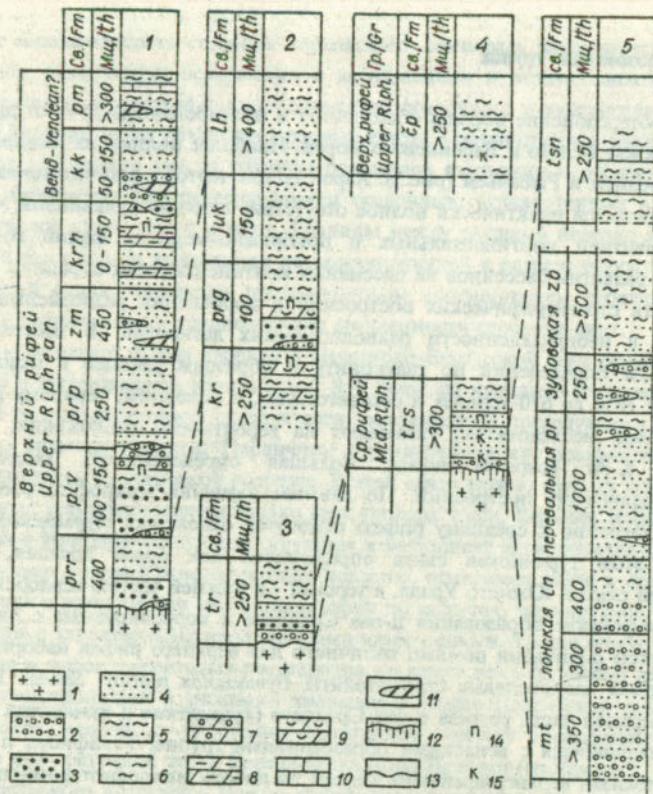 Св./Fm
Мщ/Th
1
Венд-Vendian?
pm
>300
kk
50-150
Верхний рифей
Upper Riphean
krh
0-150
zm
450
prp
250
plv
100-150
prr
400
Св./Fm
Мщ/Th
2
lh
>400
juk
150
prg
100
kr
>250
п
п
Св./Fm
Мщ/Th
3
tr
>250
Гр./Gr
Св./Fm
Мщ/Th
4
Верх. рифей
Upper Riph.
čp
>250
к
Ср. рифей
Mid. Riph.
trs
>300
п
к
к к
Св./Fm
Мщ/Th
5
čsn
>250
зубовская zb
>500
перевальная pr
1000
лонская ln
400
300
mt
>350
1
2
3
4
5
6
7
8
9
10
11
12
13
п 14
к 15